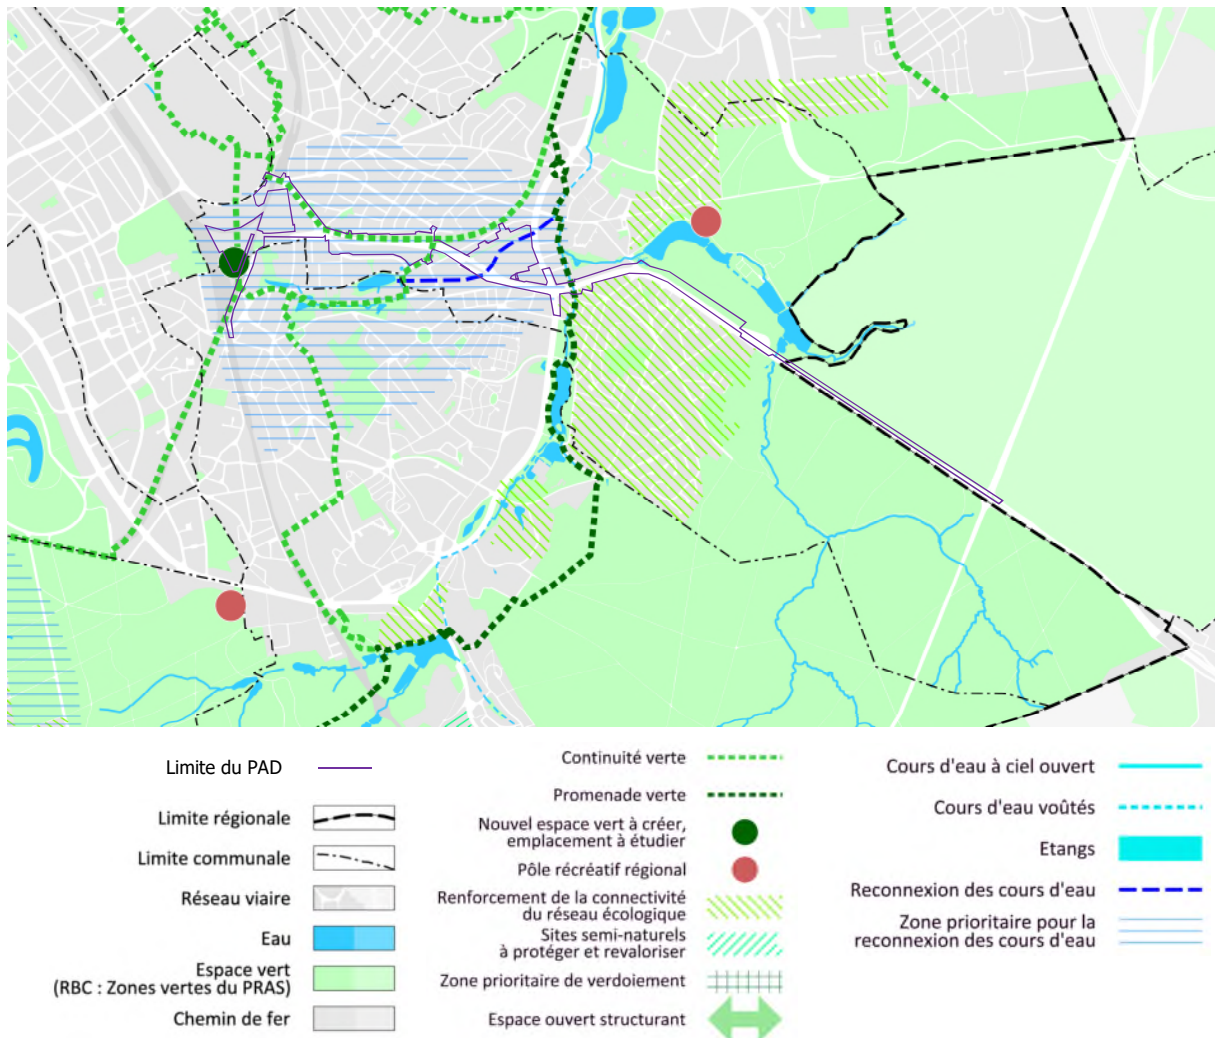 Limite du PAD
Limite régionale
Limite communale
Réseau viaire
Eau
Espace vert
(RBC : Zones vertes du PRAS)
Chemin de fer
Continuité verte
Promenade verte
Nouvel espace vert à créer,
emplacement à étudier
Pôle récréatif régional
Renforcement de la connectivité
du réseau écologique
Sites semi-naturels
à protéger et revaloriser
Zone prioritaire de verdoiement
Espace ouvert structurant
Cours d'eau à ciel ouvert
Cours d'eau voûtés
Etangs
Reconnexion des cours d'eau
Zone prioritaire pour la
reconnexion des cours d'eau